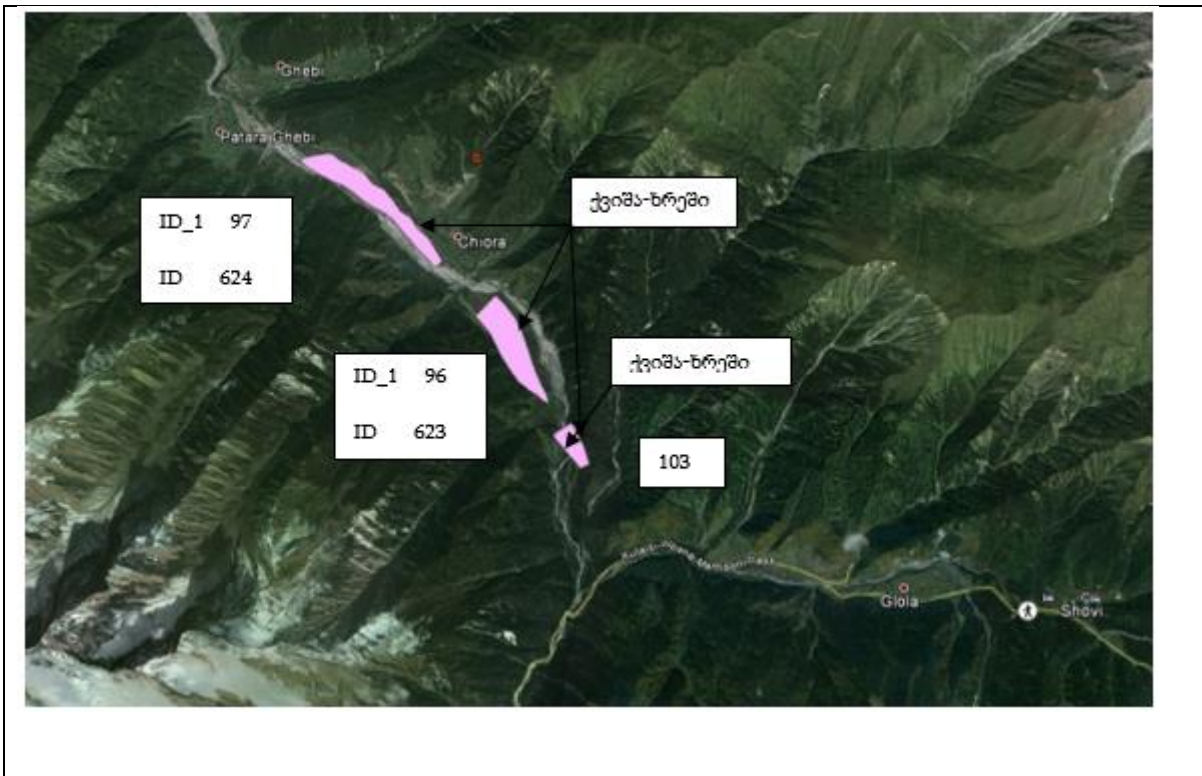 Ghebi
Patara Ghebi
ქვიშა-ხრეში
ID_1 97
ID 624
Chiora
ქვიშა-ხრეში
ID_1 96
ID 623
103
Glola
Shovi